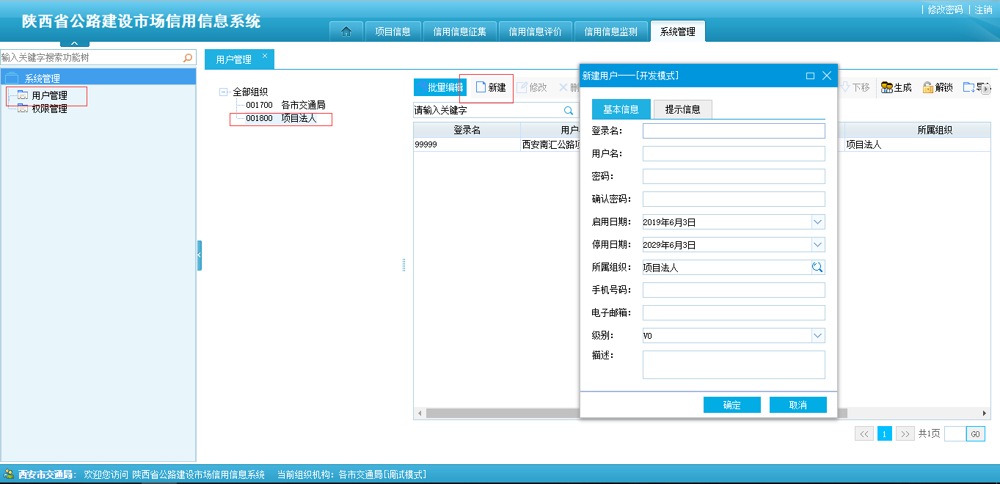 修改密码 注销
陕西省公路建设市场信用信息系统
项目信息 信用信息征集 信用信息评价 信用信息监测 系统管理
输入关键字搜索功能树
系统管理
用户管理
权限管理
用户管理
全部组织
001700 各市交通局
001800 项目法人
批量编辑 新建 修改 删 下移 生成 解锁
请输入关键字
登录名 用户 所属组织
99999 西安南汇公路项 项目法人
新建用户——[开发模式]
基本信息 提示信息
登录名：
用户名：
密码：
确认密码：
启用日期： 2019年6月3日
停用日期： 2029年6月3日
所属组织： 项目法人
手机号码：
电子邮箱：
级别： V0
描述：
确定 取消
<< 1 >> 共1页 GO
西安市交通局： 欢迎您访问 陕西省公路建设市场信用信息系统 当前组织机构：各市交通局[调试模式]